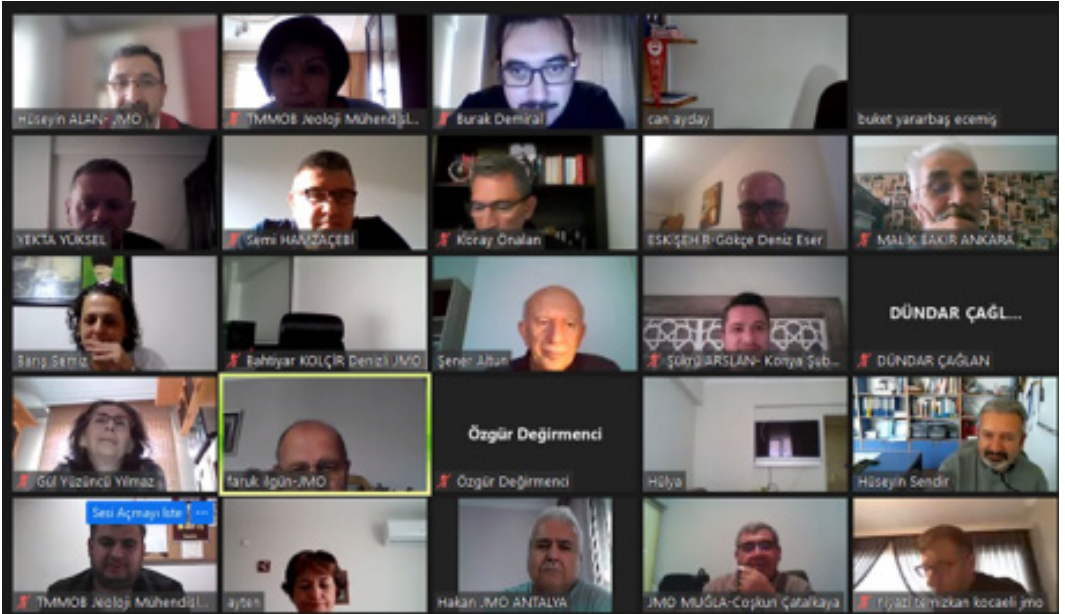 Hüseyin ALAN- JMO
TMMOB Jeoloji Mühendisl...
Burak Demiral
can ayday
buket yararbaş ecemiş
YEKTA YÜKSEL
Semi HAMZAÇEBİ
Koray Önalan
ESKİŞEHİR-Gökçe Deniz Eser
MALİK BAKIR ANKARA
Barış Semiz
Bahtiyar KOLÇİR Denizli JMO
Şener Altun
Şükrü ARSLAN- Konya Şub...
DÜNDAR ÇAĞL...
DÜNDAR ÇAĞLAN
Gül Yüzüncü Yılmaz
faruk ilgün-JMO
Özgür Değirmenci
Özgür Değirmenci
Hülya
Hüseyin Sendir
Sesi Açmayı İste ...
TMMOB Jeoloji Mühendisl...
ayten
Hakan JMO ANTALYA
JMO MUĞLA-Coşkun Çatalkaya
niyazi temizkan kocaeli jmo